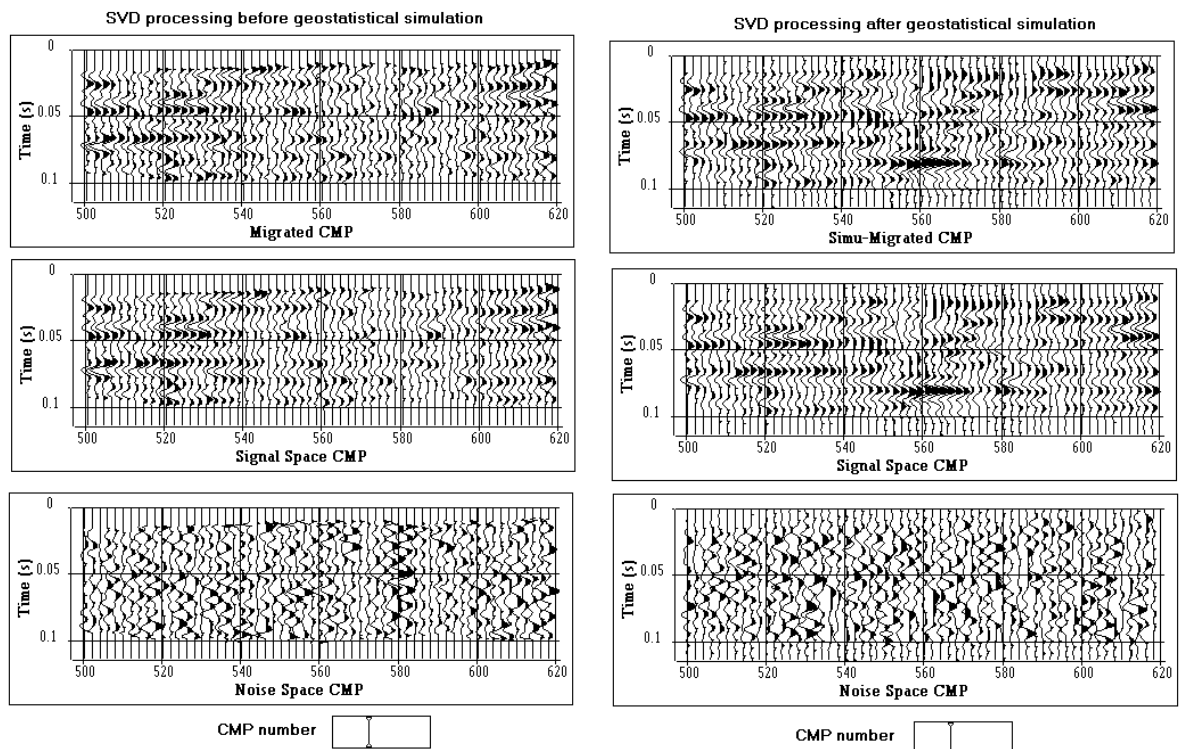 SVD processing before geostatistical simulation
0
0.05
0.1
Time (s)
500 520 540 560 580 600 620
Migrated CMP
0
0.05
0.1
Time (s)
500 520 540 560 580 600 620
Signal Space CMP
0
0.05
0.1
Time (s)
500 520 540 560 580 600 620
Noise Space CMP
CMP number
SVD processing after geostatistical simulation
0
0.05
0.1
Time (s)
500 520 540 560 580 600 620
Simu-Migrated CMP
0
0.05
0.1
Time (s)
500 520 540 560 580 600 620
Signal Space CMP
0
0.05
0.1
Time (s)
500 520 540 560 580 600 620
Noise Space CMP
CMP number